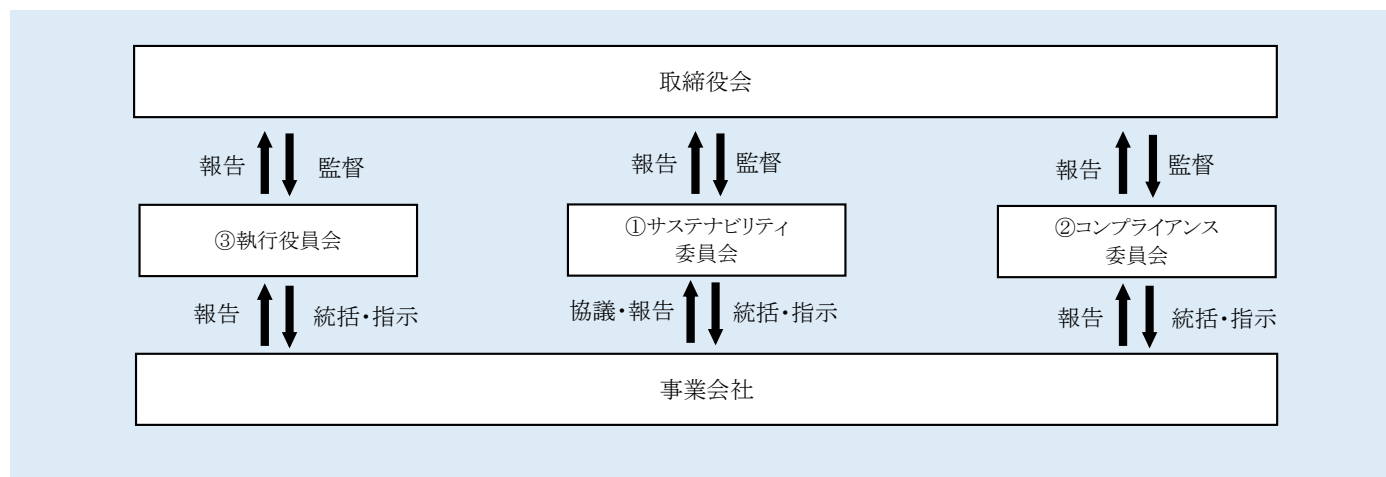 取締役会
報告
監督
報告
監督
報告
監督
③執行役員会
①サステナビリティ
委員会
②コンプライアンス
委員会
報告
統括・指示
協議・報告
統括・指示
報告
統括・指示
事業会社